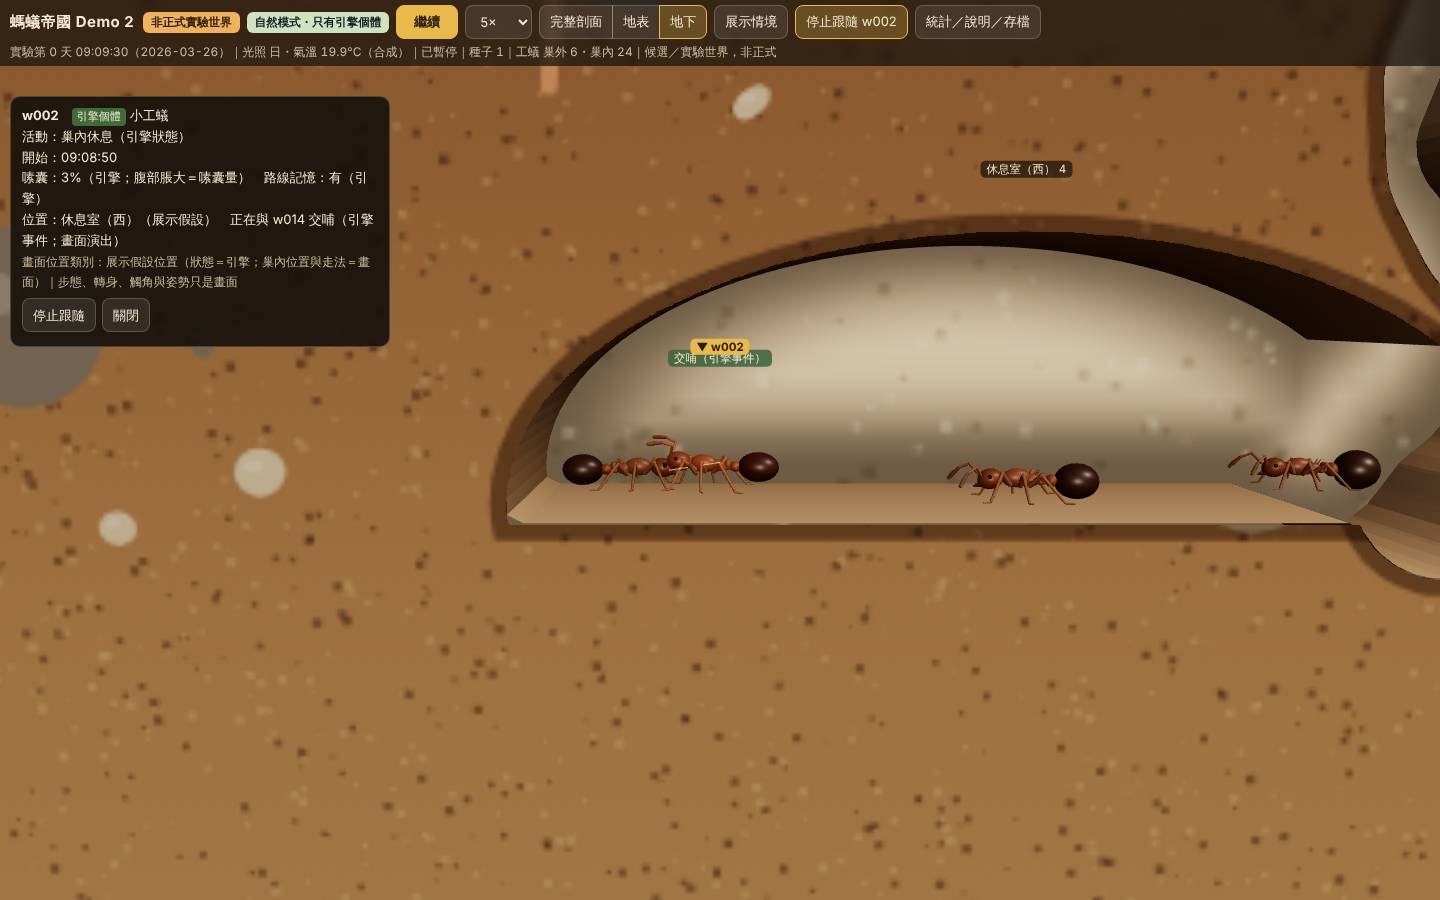 螞蟻帝國 Demo 2 非正式實驗世界 自然模式・只有引擎個體 繼續 5× 完整剖面 地表 地下 展示情境 停止跟隨 w002 統計／說明／存檔
實驗第 0 天 09:09:30（2026-03-26）｜光照 日・氣溫 19.9°C（合成）｜已暫停｜種子 1｜工蟻 巢外 6・巢內 24｜候選／實驗世界，非正式
w002 引擎個體 小工蟻
活動：巢內休息（引擎狀態）
開始：09:08:50
嗉囊：3%（引擎；腹部脹大＝嗉囊量） 路線記憶：有（引
擎）
位置：休息室（西）（展示假設） 正在與 w014 交哺（引擎
事件；畫面演出）
畫面位置類別：展示假設位置（狀態＝引擎；巢內位置與走法＝畫
面）｜步態、轉身、觸角與姿勢只是畫面
停止跟隨 關閉
休息室（西） 4
▼ w002
交哺（引擎事件）